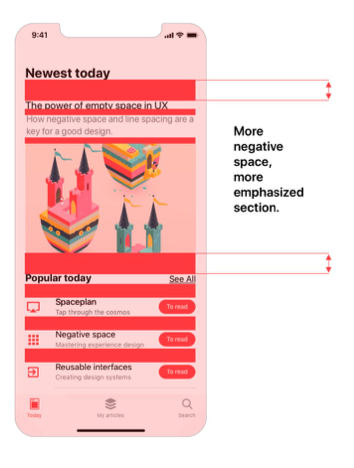 9:41
Newest today
The power of empty space in UX
How negative space and line spacing are a
key for a good design.
More
negative
space,
more
emphasized
section.
Popular today
See All
Spaceplan
Tap through the cosmos
To read
Negative space
Mastering experience design
To read
Reusable interfaces
Creating design systems
To read
Today
My articles
Search